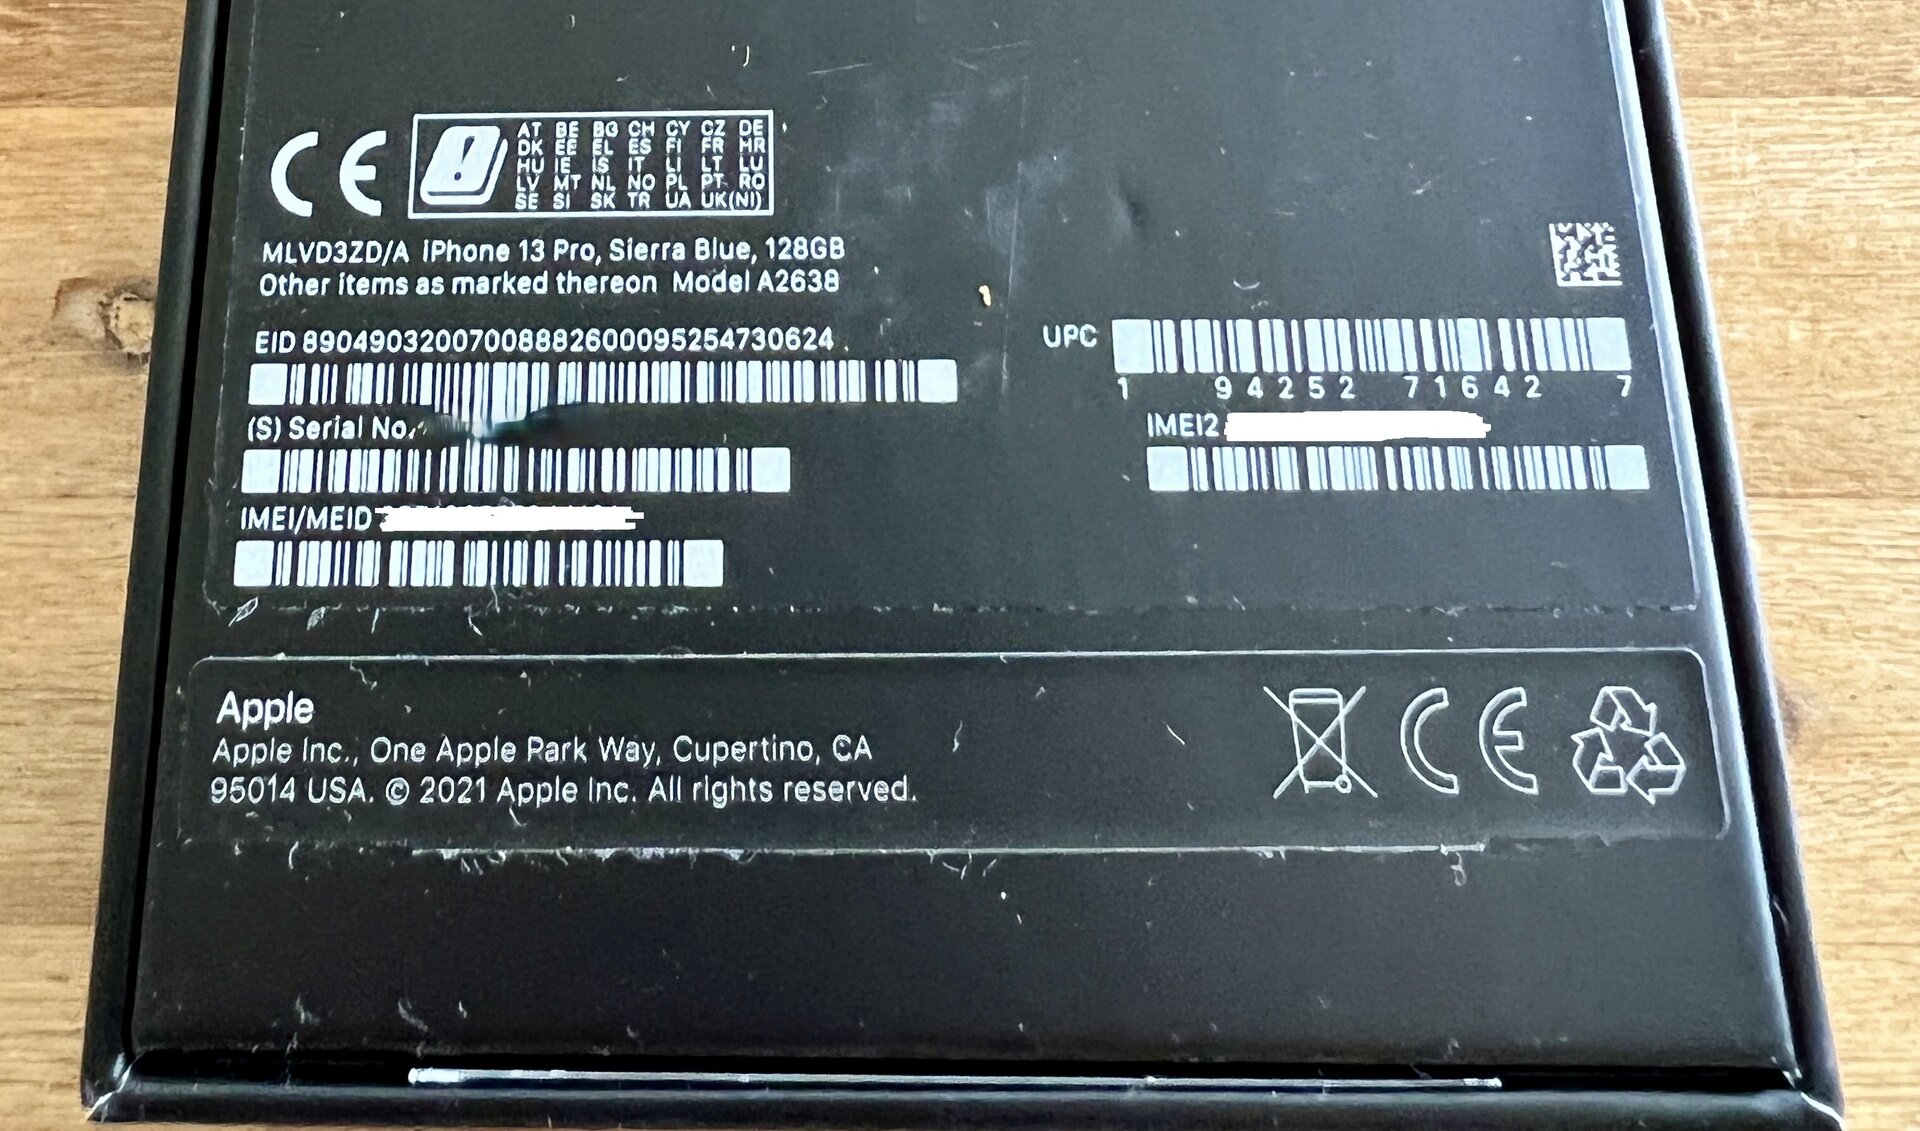 CE
AT BE BG CH CY CZ DE
DK EE EL ES FI FR HR
HU IE IS IT LI LT LU
LV MT NL NO PL PT RO
SE SI SK TR UA UK(NI)
MLVD3ZD/A iPhone 13 Pro, Sierra Blue, 128GB
Other items as marked thereon Model A2638
EID 89049032007008882600095254730624
UPC
1 94252 71642 7
(S) Serial No.
IMEI2
IMEI/MEID
Apple
Apple Inc., One Apple Park Way, Cupertino, CA
95014 USA. © 2021 Apple Inc. All rights reserved.
CE